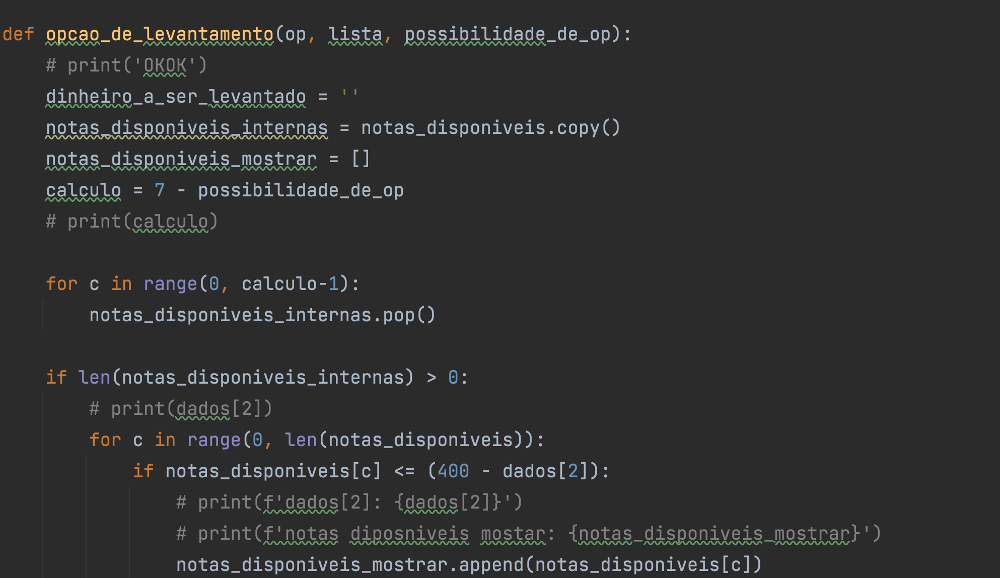 def opcao_de_levantamento(op, lista, possibilidade_de_op):
    # print('OKOK')
    dinheiro_a_ser_levantado = ''
    notas_disponiveis_internas = notas_disponiveis.copy()
    notas_disponiveis_mostrar = []
    calculo = 7 - possibilidade_de_op
    # print(calculo)
    for c in range(0, calculo-1):
        notas_disponiveis_internas.pop()
    if len(notas_disponiveis_internas) > 0:
        # print(dados[2])
        for c in range(0, len(notas_disponiveis)):
            if notas_disponiveis[c] <= (400 - dados[2]):
                # print(f'dados[2]: {dados[2]}')
                # print(f'notas diposniveis mostar: {notas_disponiveis_mostrar}')
                notas_disponiveis_mostrar.append(notas_disponiveis[c])